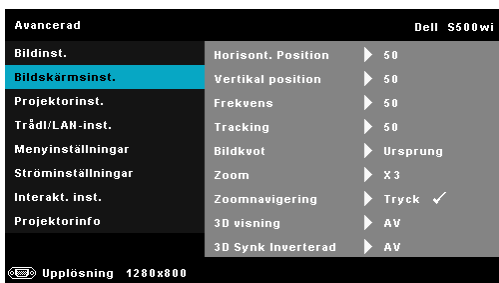 Avancerad Dell S500wi
Bildinst.
Bildskärmsinst.
Projektorinst.
Trådl/LAN-inst.
Menyinställningar
Ströminställningar
Interakt. inst.
Projektorinfo
Horisont. Position 50
Vertikal position 50
Frekvens 50
Tracking 50
Bildkvot Ursprung
Zoom X3
Zoomnavigering Tryck ✓
3D visning AV
3D Synk Inverterad AV
Upplösning 1280x800